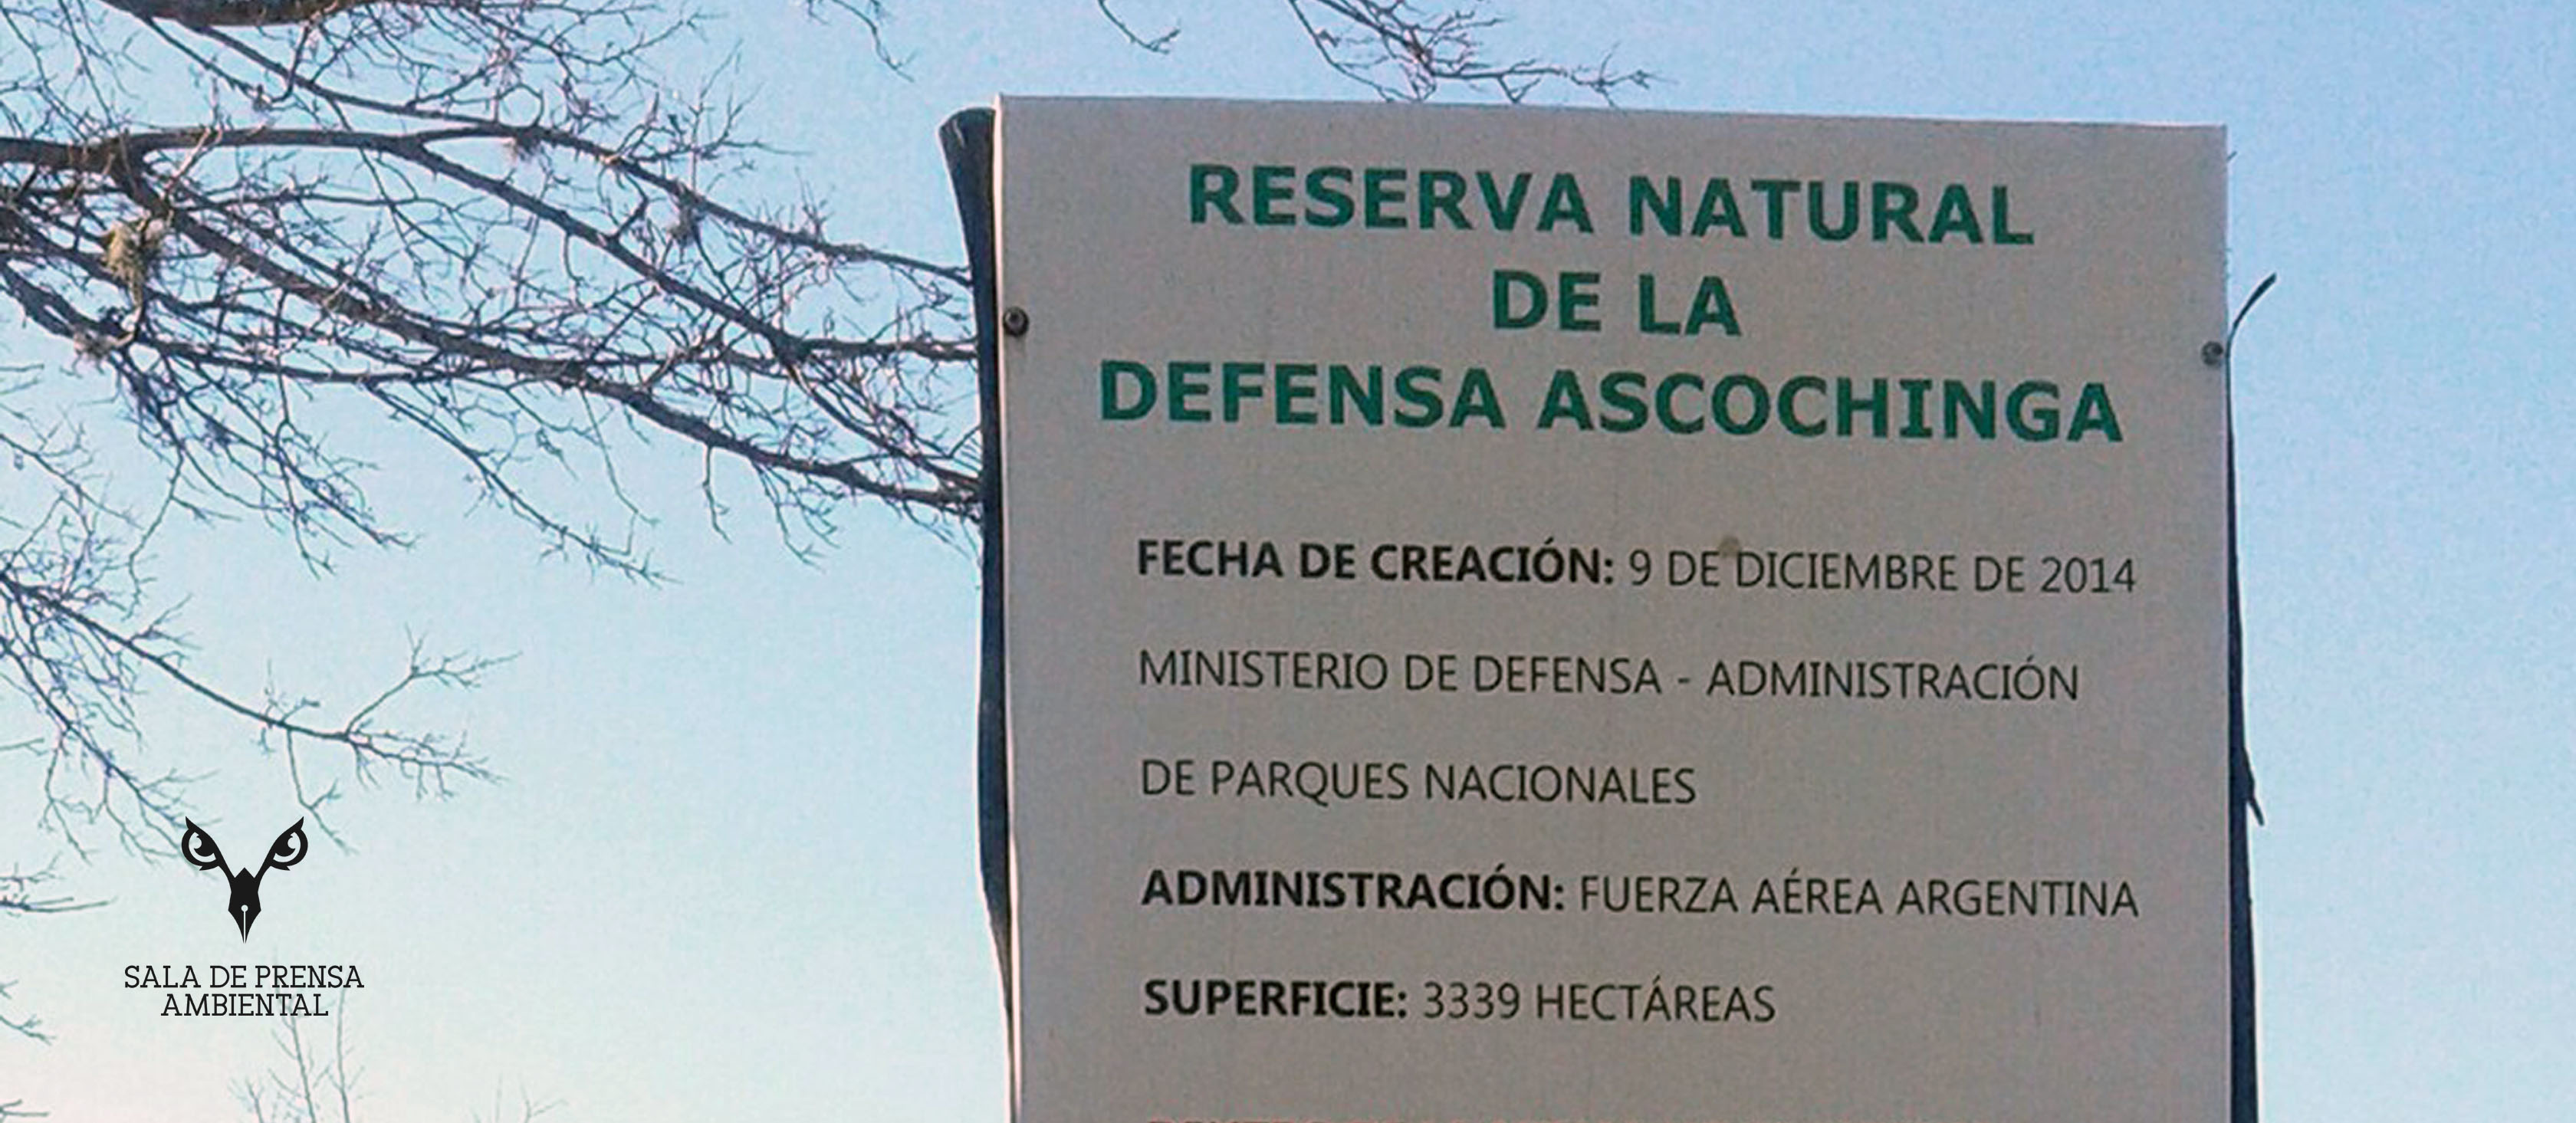 RESERVA NATURAL
DE LA
DEFENSA ASCOCHINGA
FECHA DE CREACIÓN: 9 DE DICIEMBRE DE 2014
MINISTERIO DE DEFENSA - ADMINISTRACIÓN
DE PARQUES NACIONALES
ADMINISTRACIÓN: FUERZA AÉREA ARGENTINA
SUPERFICIE: 3339 HECTÁREAS
SALA DE PRENSA
AMBIENTAL